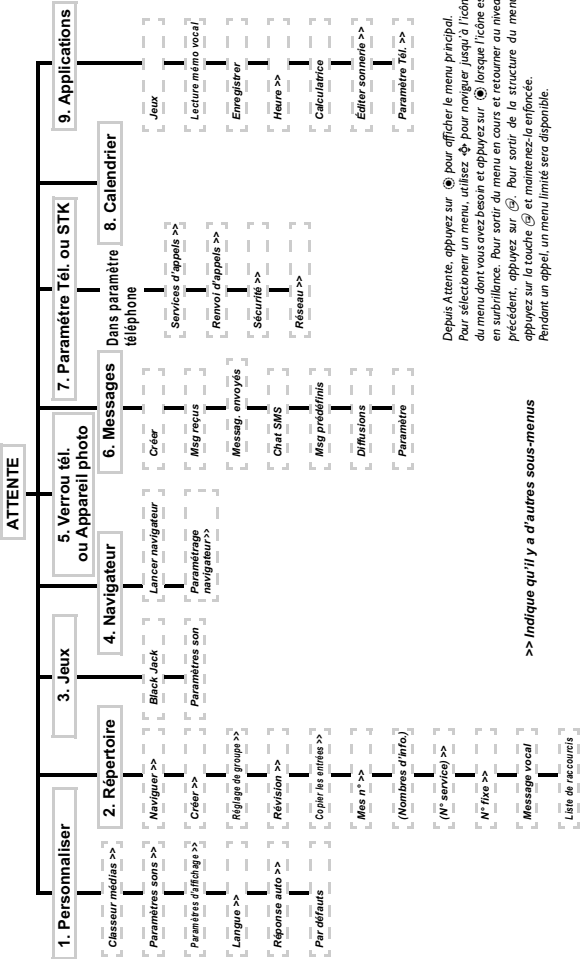 ATTENTE
1. Personnaliser
Classeur médias >>
Paramètres sons >>
Paramètres d'affichage >>
Langue >>
Réponse auto >>
Par défauts
2. Répertoire
Naviguer >>
Créer >>
Réglage de groupe >>
Révision >>
Copier les entrées >>
Mes n° >>
(Nombres d'info.)
(N° service) >>
N° fixe >>
Message vocal
Liste de raccourcis
3. Jeux
Black Jack
Paramètres son
4. Navigateur
Lancer navigateur
Paramétrage
navigateur>>
5. Verrou tél.
ou Appareil photo
6. Messages
Créer
Msg reçus
Messag. envoyés
Chat SMS
Msg prédéfinis
Diffusions
Paramètre
7. Paramétre Tél. ou STK
Dans paramètre
téléphone
Services d'appels >>
Renvoi d'appels >>
Sécurité >>
Réseau >>
8. Calendrier
9. Applications
Jeux
Lecture mémo vocal
Enregistrer
Heure >>
Calculatrice
Éditer sonnerie >>
Paramètre Tél. >>
>> Indique qu'il y a d'autres sous-menus
Depuis Attente, appuyez sur pour afficher le menu principal.
Pour sélectionenr un menu, utilisez pour naviguer jusqu'à l'icôn
du menu dont vous avez besoin et appuyez sur lorsque l'icône es
en surbrillance. Pour sortir du menu en cours et retourner au nivea
précédent, appuyez sur . Pour sortir de la structure du men
appuyez sur la touche et maintenez-la enfoncée.
Pendant un appel, un menu limité sera disponible.